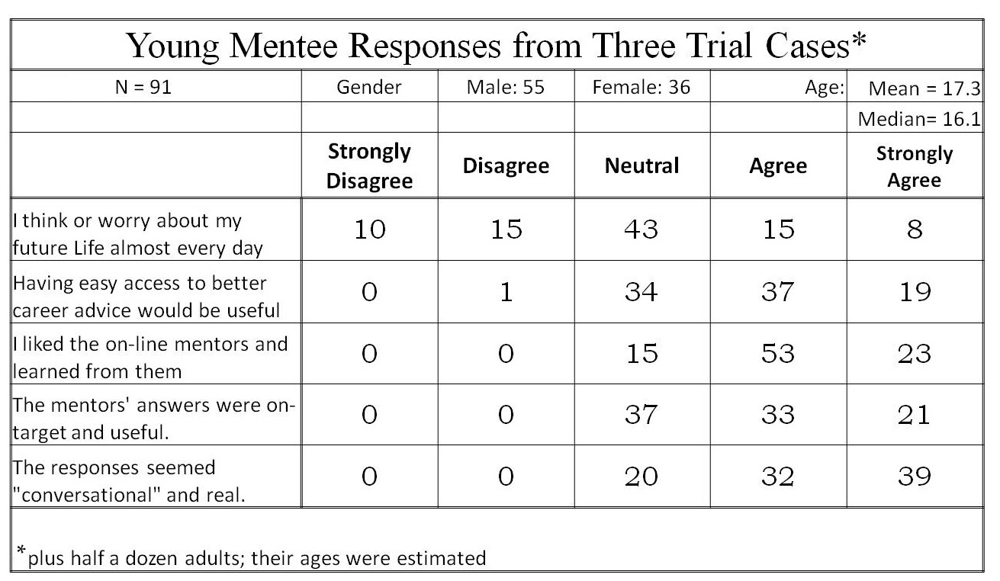 Young Mentee Responses from Three Trial Cases*
N = 91 Gender Male: 55 Female: 36 Age: Mean = 17.3
Median= 16.1
Strongly Disagree Disagree Neutral Agree Strongly Agree
I think or worry about my
future Life almost every day 10 15 43 15 8
Having easy access to better
career advice would be useful 0 1 34 37 19
I liked the on-line mentors and
learned from them 0 0 15 53 23
The mentors' answers were on-
target and useful. 0 0 37 33 21
The responses seemed
"conversational" and real. 0 0 20 32 39
*plus half a dozen adults; their ages were estimated